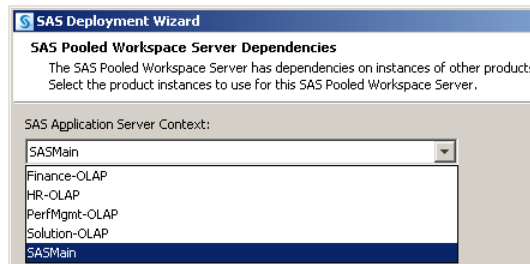 SAS Deployment Wizard
SAS Pooled Workspace Server Dependencies
The SAS Pooled Workspace Server has dependencies on instances of other products
Select the product instances to use for this SAS Pooled Workspace Server.
SAS Application Server Context:
SASMain
Finance-OLAP
HR-OLAP
PerfMgmt-OLAP
Solution-OLAP
SASMain